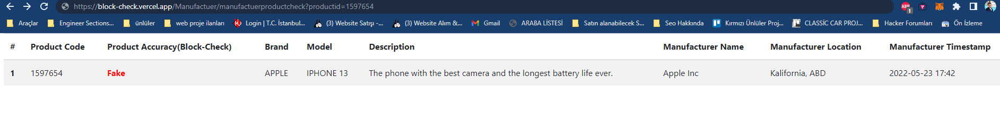 https://block-check.vercel.app/Manufactuer/manufactuerproductcheck?productid=1597654 ABP 1
Araçlar Engineer Sections... ünlüler web proje ilanları Login | T.C. İstanbul... (3) Website Satışı -... (3) Website Alım &... Gmail ARABA LİSTESİ Satın alanabilecek S... Seo Hakkında Kırmızı Ünlüler Proj... CLASSİC CAR PROJ... Hacker Forumları Ön İzleme
# Product Code Product Accuracy(Block-Check) Brand Model Description Manufacturer Name Manufacturer Location Manufacturer Timestamp
1 1597654 Fake APPLE IPHONE 13 The phone with the best camera and the longest battery life ever. Apple Inc Kalifornia, ABD 2022-05-23 17:42